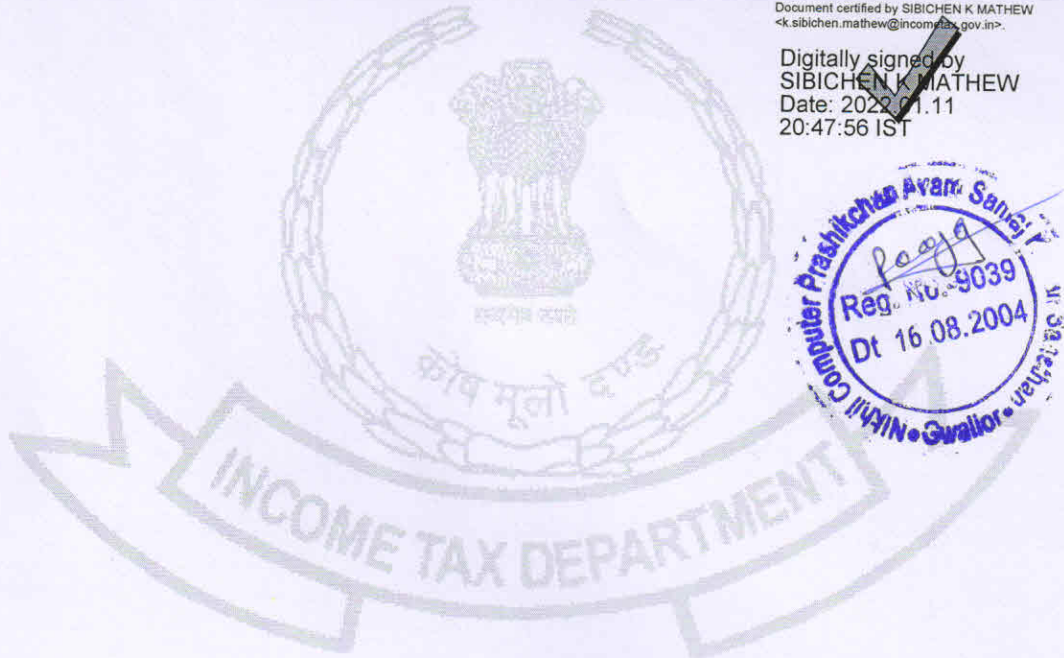 Document certified by SIBICHEN K MATHEW
<k.sibichen.mathew@incometax.gov.in>.
Digitally signed by
SIBICHEN K MATHEW
Date: 2022.01.11
20:47:56 IST
Nikhil Computer Prashikchan Avam
Pooja
Reg. No.-9039
Dt 16.08.2004
Gwalior
सत्यमेव जयते
कोष मूलो दण्ड
INCOME TAX DEPARTMENT